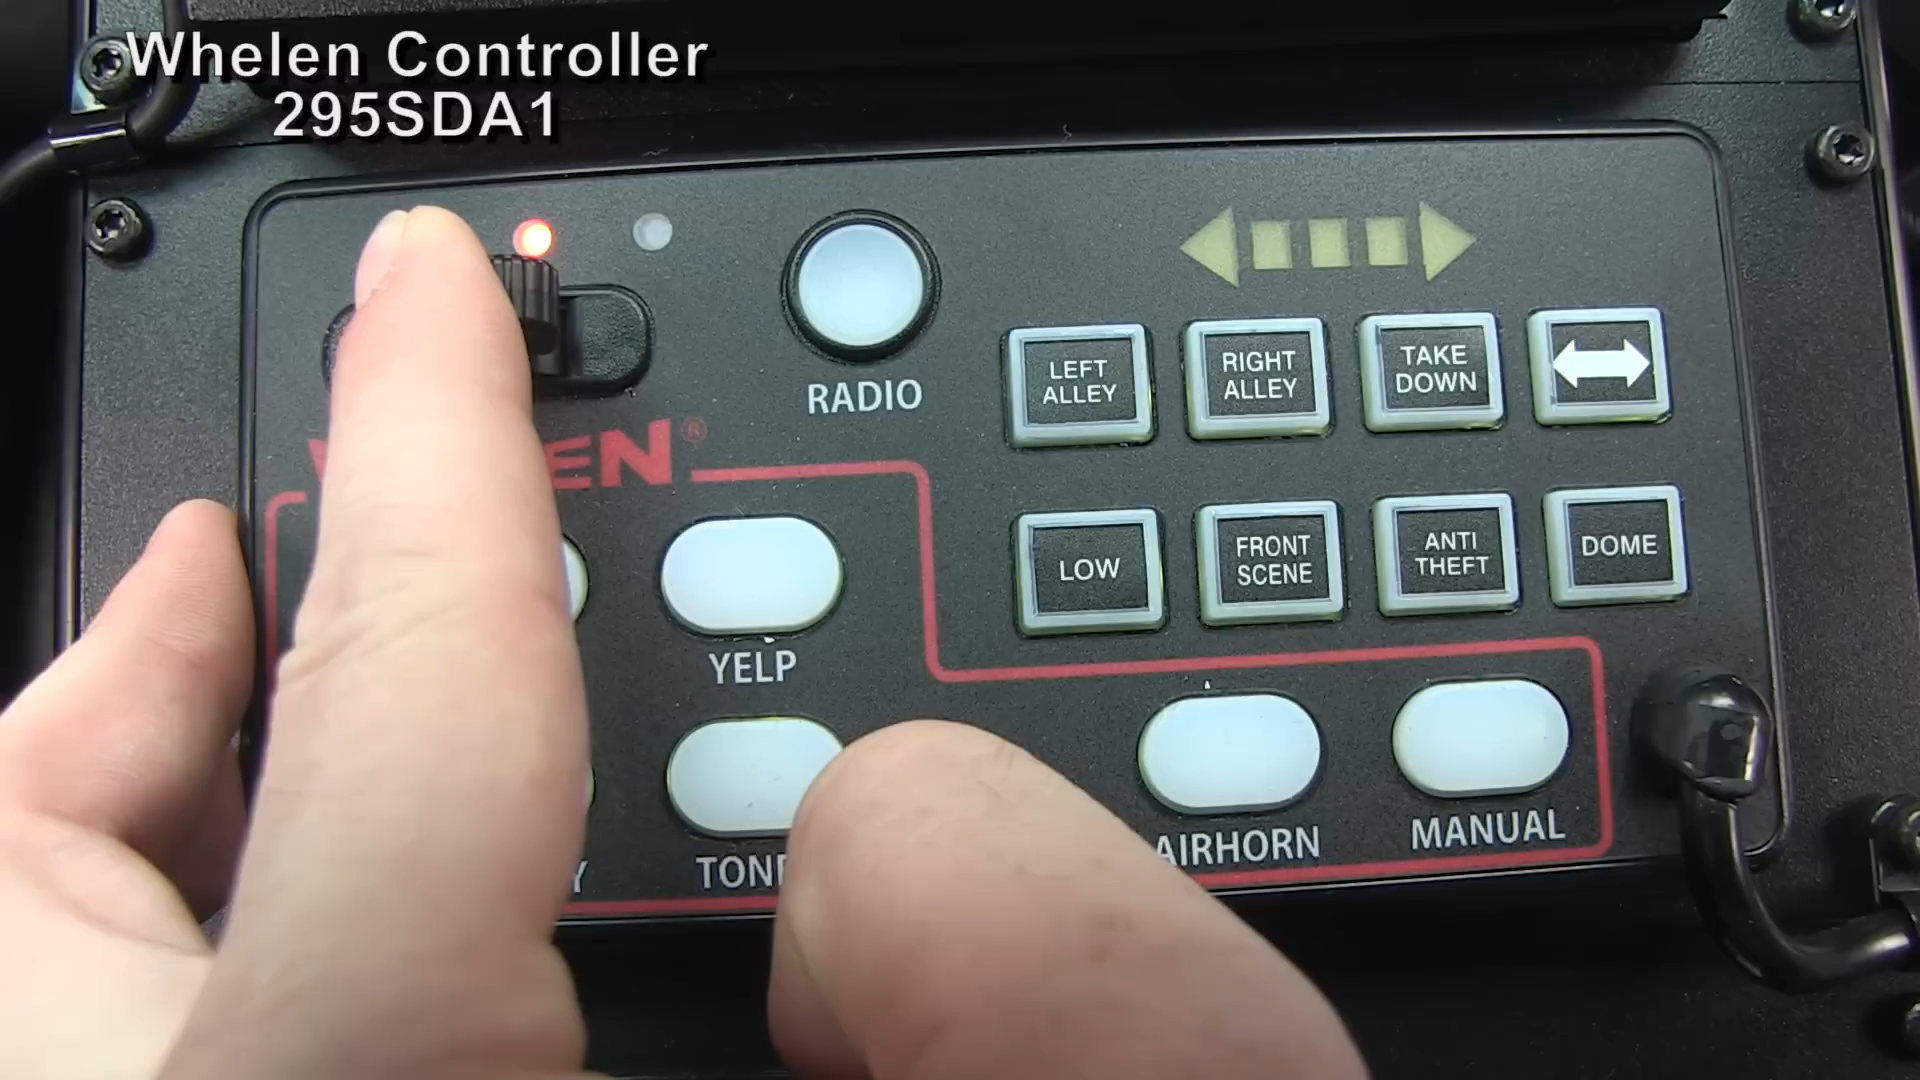 Whelen Controller
295SDA1
RADIO
LEFT
ALLEY
RIGHT
ALLEY
TAKE
DOWN
LOW
FRONT
SCENE
ANTI
THEFT
DOME
YELP
AIRHORN
MANUAL